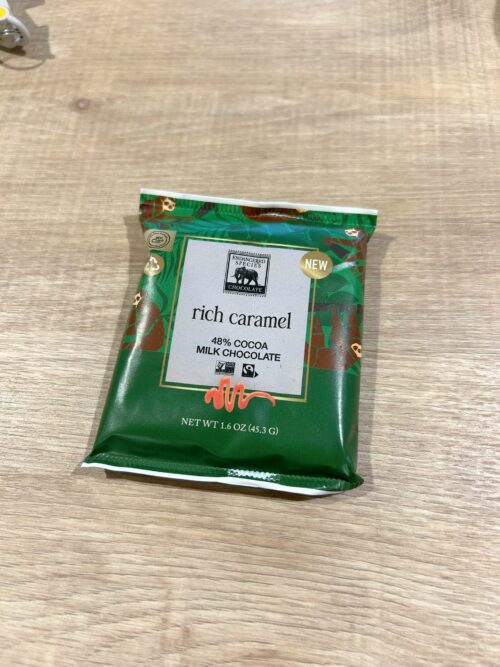 ENDANGERED
SPECIES
CHOCOLATE
NEW
rich caramel
48% COCOA
MILK CHOCOLATE
NET WT 1.6 OZ (45.3 G)